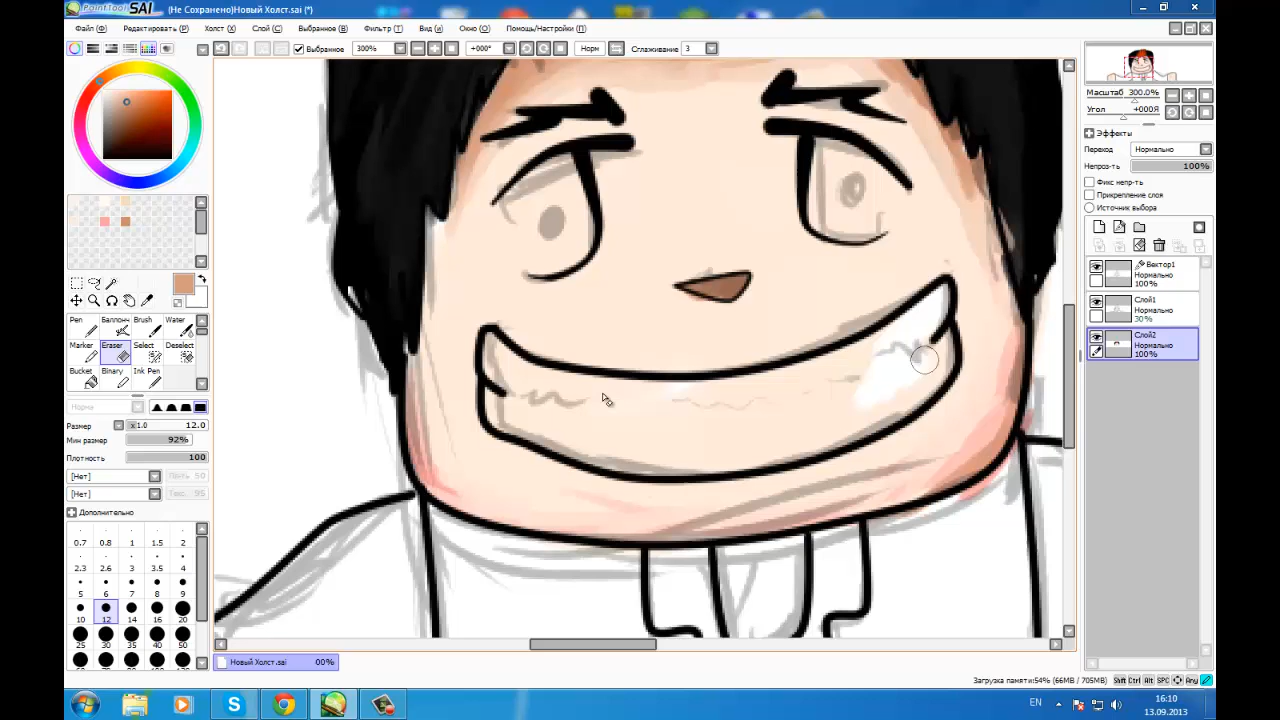 PaintTool SAI (Не Сохранено)Новый Холст.sai (*)
Файл (Ф) Редактировать (Р) Холст (Х) Слой (С) Выбранное (В) Фильтр (T) Вид (и) Окно (О) Помощь/Настройки (П)
Выбранное 300% +000° Норм Сглаживание 3
Масштаб 300.0%
Угол +000Я
Эффекты
Переход Нормально
Непроз-ть 100%
Фикс непр-ть
Прикрепление слоя
Источник выбора
Вектор1
Нормально
100%
Слой1
Нормально
30%
Слой2
Нормально
100%
Pen Баллонч Brush Water
Marker Eraser Select Deselect
Bucket Binary Ink Pen
Норма
Размер x1.0 12.0
Мин размер 92%
Плотность 100
[Нет] 50
[Нет] 95
Дополнительно
0.7 0.8 1 1.5 2
2.3 2.6 3 3.5 4
5 6 7 8 9
10 12 14 16 20
25 30 35 40 50
Новый Холст.sai 00%
Загрузка памяти:54% (66MB / 705MB) Shift Ctrl Alt SPC Any
EN 16:10
13.09.2013